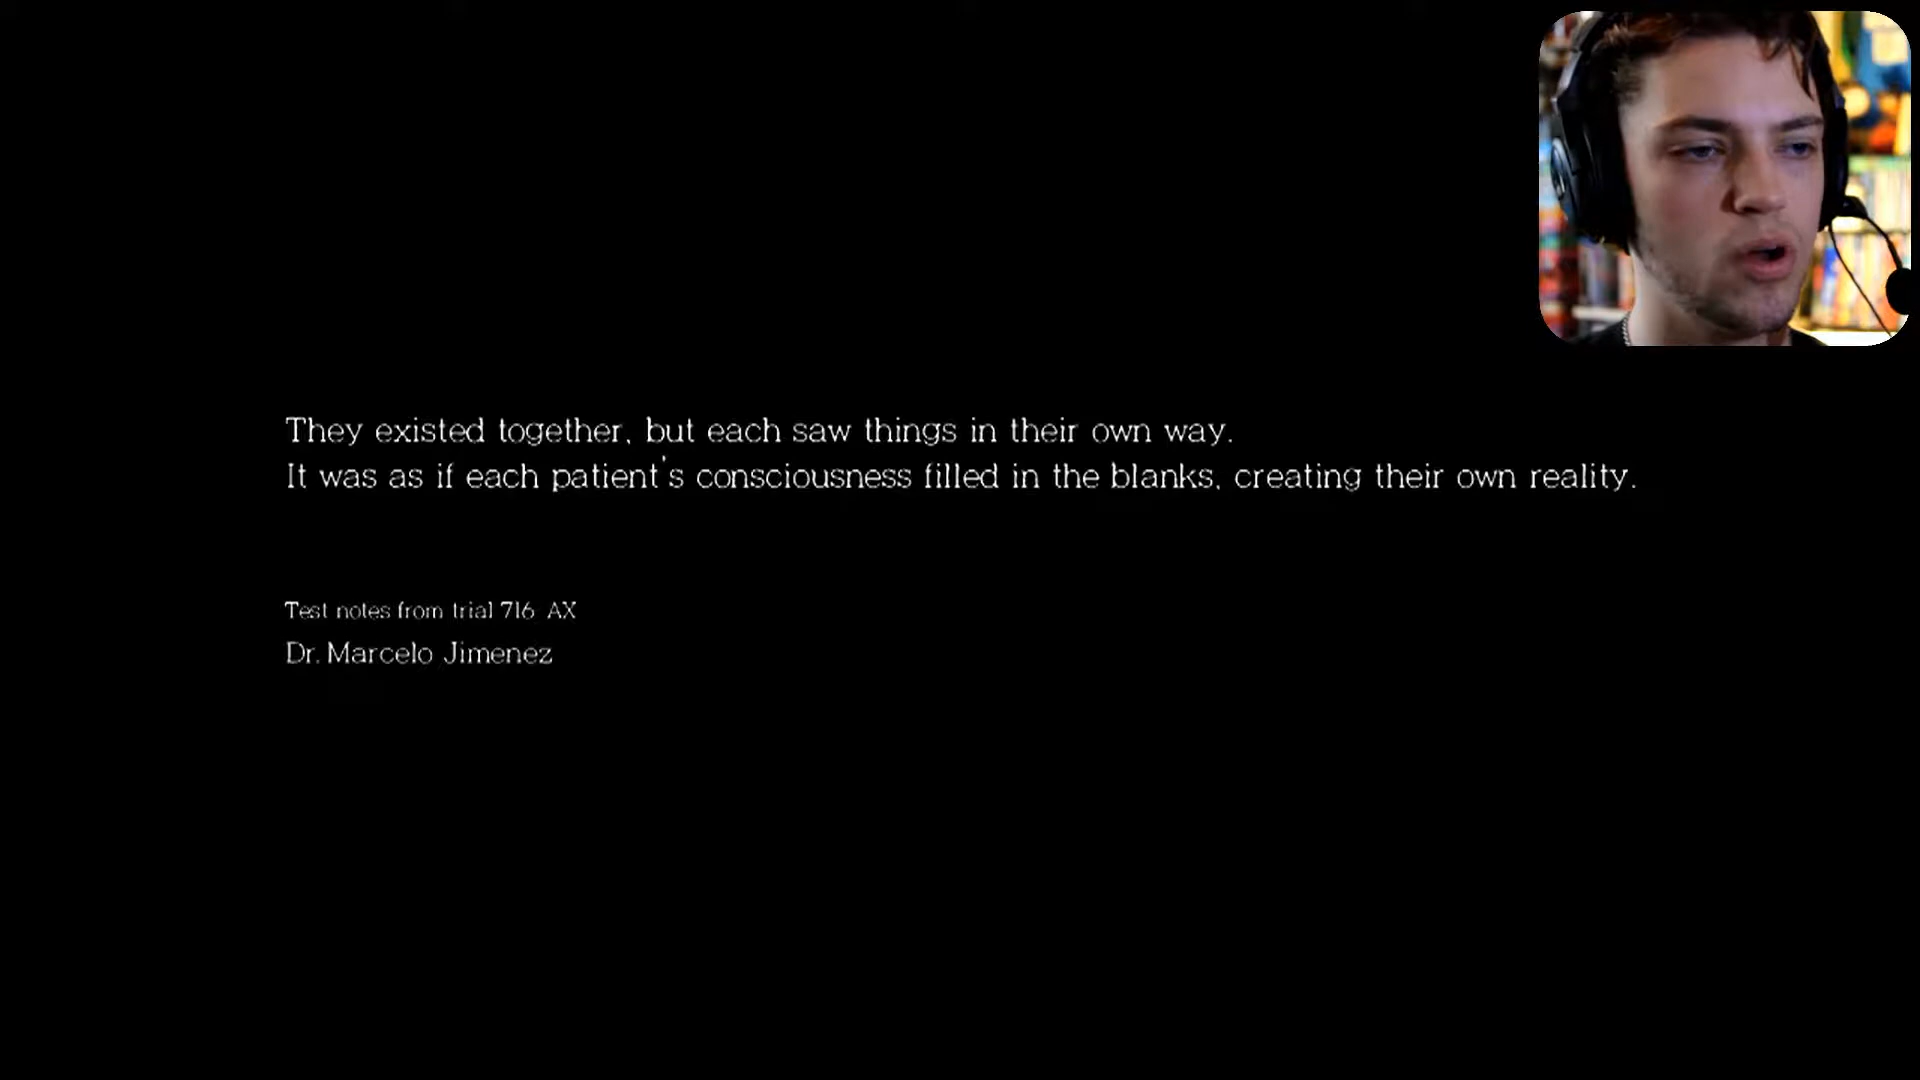 They existed together, but each saw things in their own way.
It was as if each patient's consciousness filled in the blanks, creating their own reality.
Test notes from trial 716 AX
Dr. Marcelo Jimenez